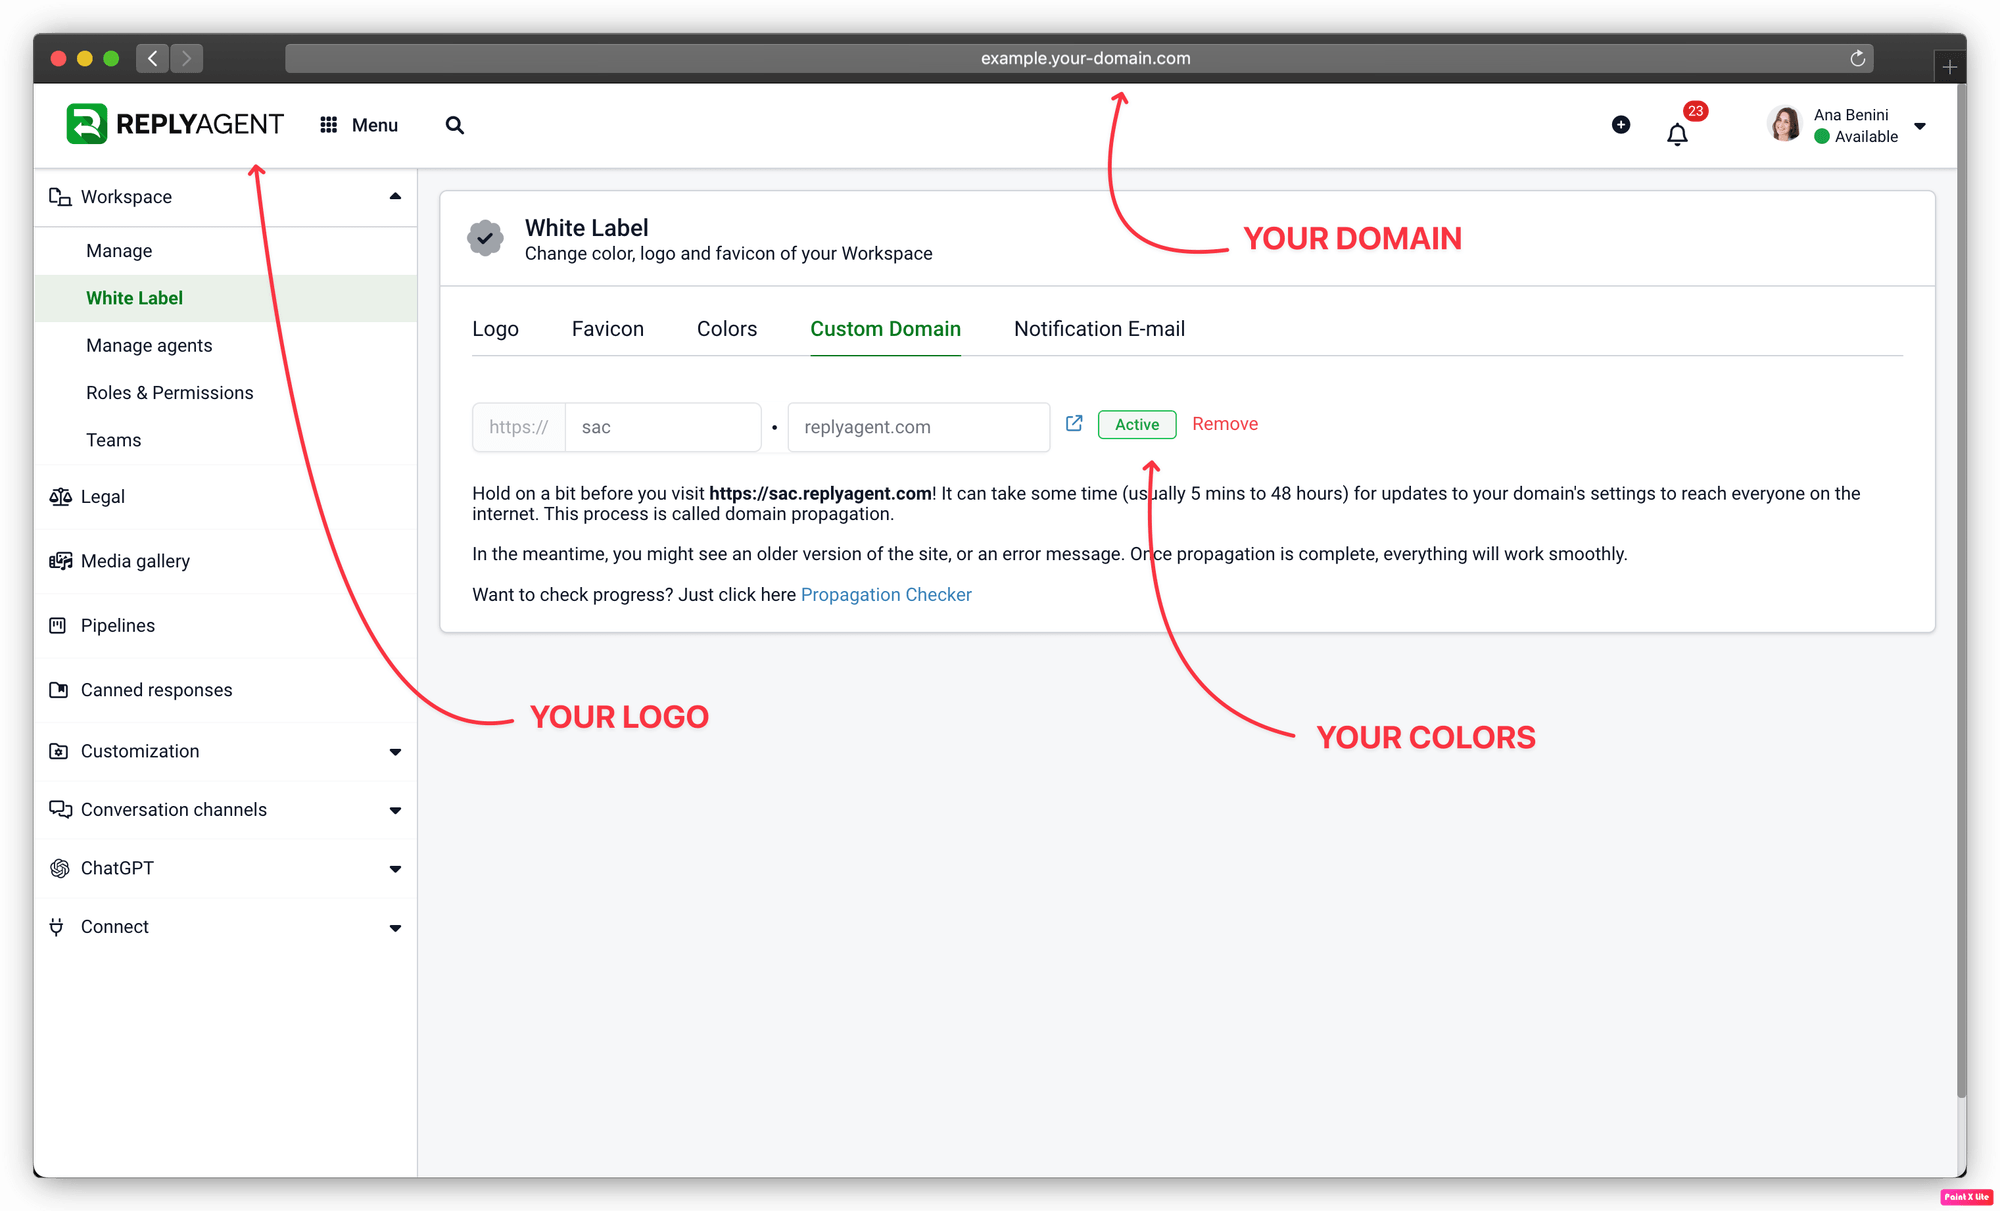 example.your-domain.com
REPLYAGENT
Menu
23
Ana Benini
Available
Workspace
Manage
White Label
Manage agents
Roles & Permissions
Teams
Legal
Media gallery
Pipelines
Canned responses
Customization
Conversation channels
ChatGPT
Connect
White Label
Change color, logo and favicon of your Workspace
YOUR DOMAIN
Logo Favicon Colors Custom Domain Notification E-mail
https:// sac • replyagent.com Active Remove
Hold on a bit before you visit https://sac.replyagent.com! It can take some time (usually 5 mins to 48 hours) for updates to your domain's settings to reach everyone on the
internet. This process is called domain propagation.
In the meantime, you might see an older version of the site, or an error message. Once propagation is complete, everything will work smoothly.
Want to check progress? Just click here Propagation Checker
YOUR LOGO
YOUR COLORS
Paint X Lite